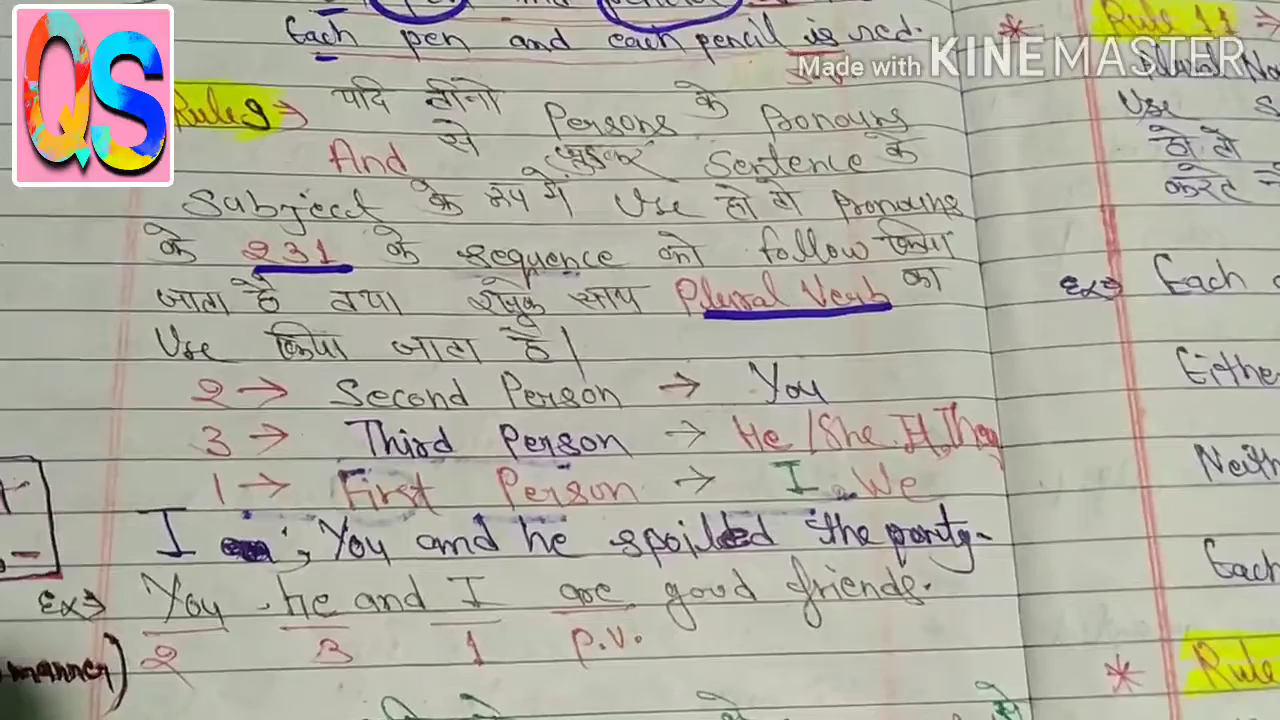 QS
Made with KINEMASTER
Each pen and each pencil is red.
Rule 9 → यदि तीनो Persons के Pronouns
And से जुड़कर Sentence के
Subject के रूप में Use हो तो Pronouns
के 231 के sequence को follow किया
जाता है तथा साथ Plural Verb का
Use किया जाता है।
2 → Second Person → You
3 → Third Person → He /She. It, They
1 → First Person → I, We
I , You and he spoiled the party-
Ex→ You, he and I are good friends.
2 3 1 P.V.
manner)
* Rule 11 ⇒
Plural
Use
हो तो
करते
Ex→ Each
Neith
Each
* Rule